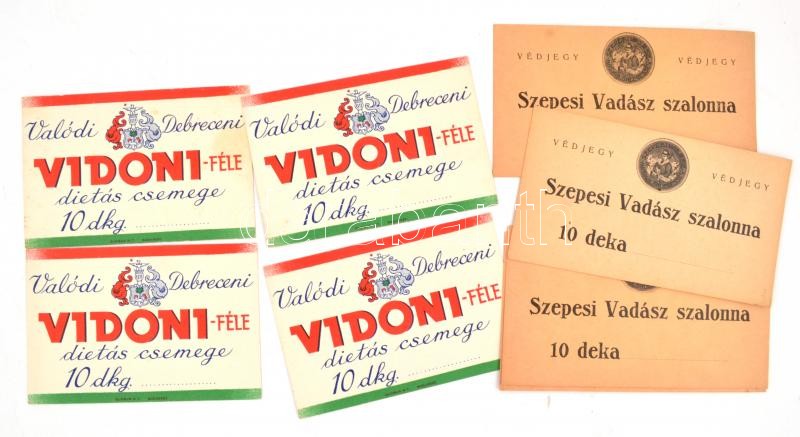 Valódi Debreceni
VIDONI-FÉLE
dietás csemege
10 dkg.
Valódi Debreceni
VIDONI-FÉLE
dietás csemege
10 dkg.
Valódi Debreceni
VIDONI-FÉLE
dietás csemege
10 dkg.
Valódi Debreceni
VIDONI-FÉLE
dietás csemege
10 dkg.
VÉDJEGY VÉDJEGY
Szepesi Vadász szalonna
VÉDJEGY VÉDJEGY
Szepesi Vadász szalonna
10 deka
Szepesi Vadász szalonna
10 deka
darabanth